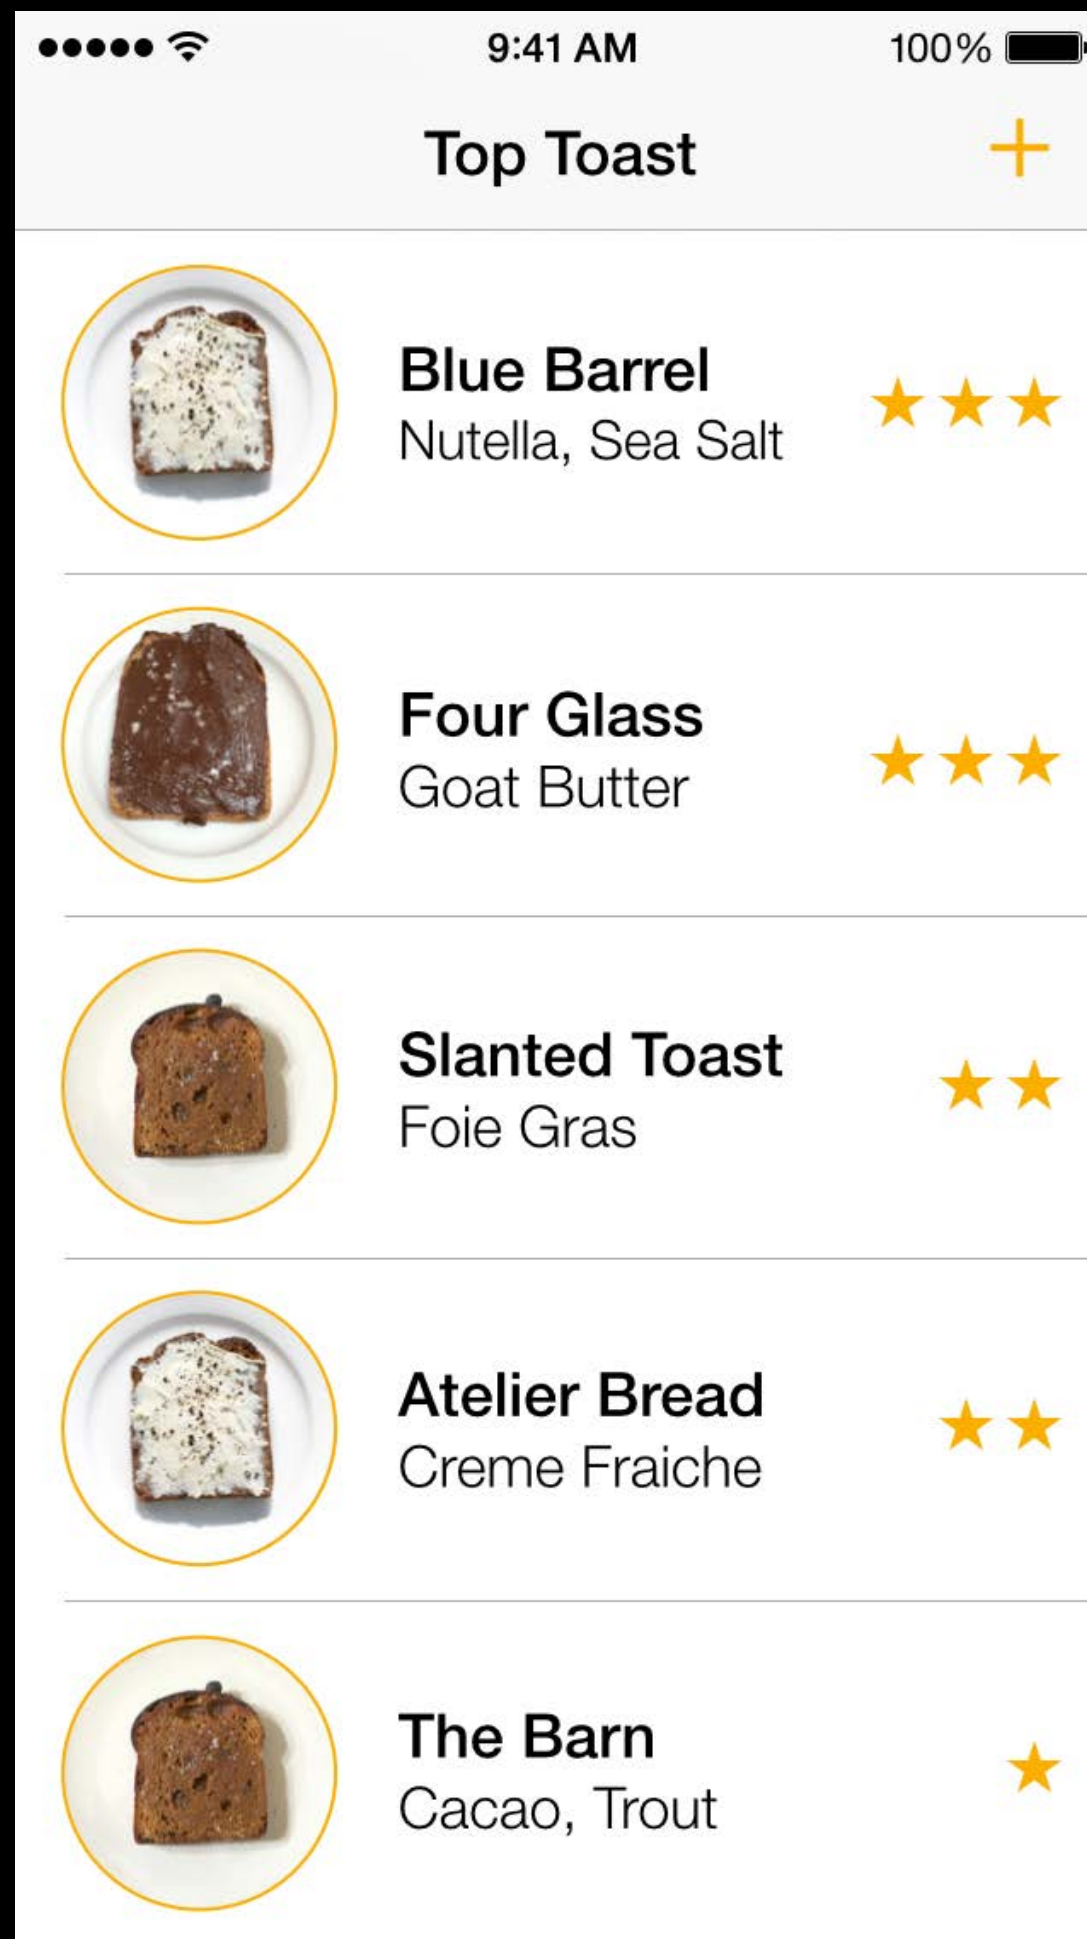 9:41 AM 100%
Top Toast
Blue Barrel
Nutella, Sea Salt
Four Glass
Goat Butter
Slanted Toast
Foie Gras
Atelier Bread
Creme Fraiche
The Barn
Cacao, Trout